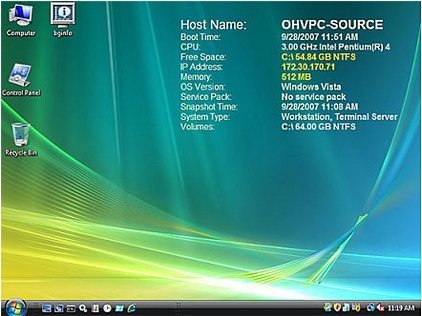 Host Name: OHVPC-SOURCE
Boot Time: 9/28/2007 11:51 AM
CPU: 3.00 GHz Intel Pentium(R) 4
Free Space: C:\ 54.84 GB NTFS
IP Address: 172.30.170.71
Memory: 512 MB
OS Version: Windows Vista
Service Pack: No service pack
Snapshot Time: 9/28/2007 11:08 AM
System Type: Workstation, Terminal Server
Volumes: C:\ 64.00 GB NTFS
Computer
bginfo
Control Panel
Recycle Bin
11:19 AM